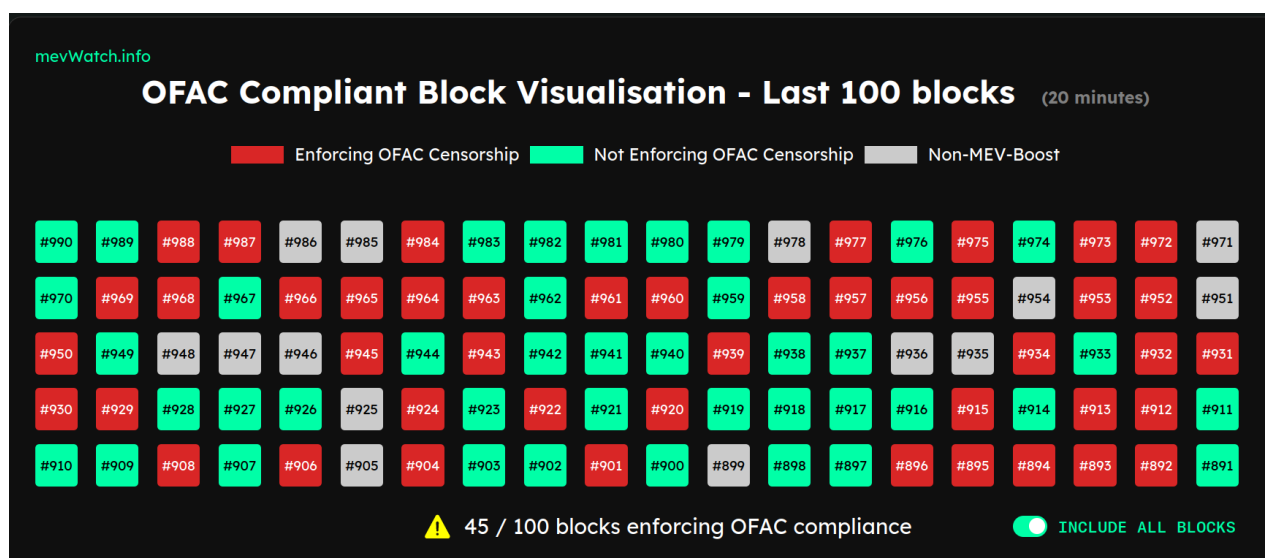 mevWatch.info
OFAC Compliant Block Visualisation - Last 100 blocks (20 minutes)
Enforcing OFAC Censorship Not Enforcing OFAC Censorship Non-MEV-Boost
#990 #989 #988 #987 #986 #985 #984 #983 #982 #981 #980 #979 #978 #977 #976 #975 #974 #973 #972 #971
#970 #969 #968 #967 #966 #965 #964 #963 #962 #961 #960 #959 #958 #957 #956 #955 #954 #953 #952 #951
#950 #949 #948 #947 #946 #945 #944 #943 #942 #941 #940 #939 #938 #937 #936 #935 #934 #933 #932 #931
#930 #929 #928 #927 #926 #925 #924 #923 #922 #921 #920 #919 #918 #917 #916 #915 #914 #913 #912 #911
#910 #909 #908 #907 #906 #905 #904 #903 #902 #901 #900 #899 #898 #897 #896 #895 #894 #893 #892 #891
45 / 100 blocks enforcing OFAC compliance INCLUDE ALL BLOCKS